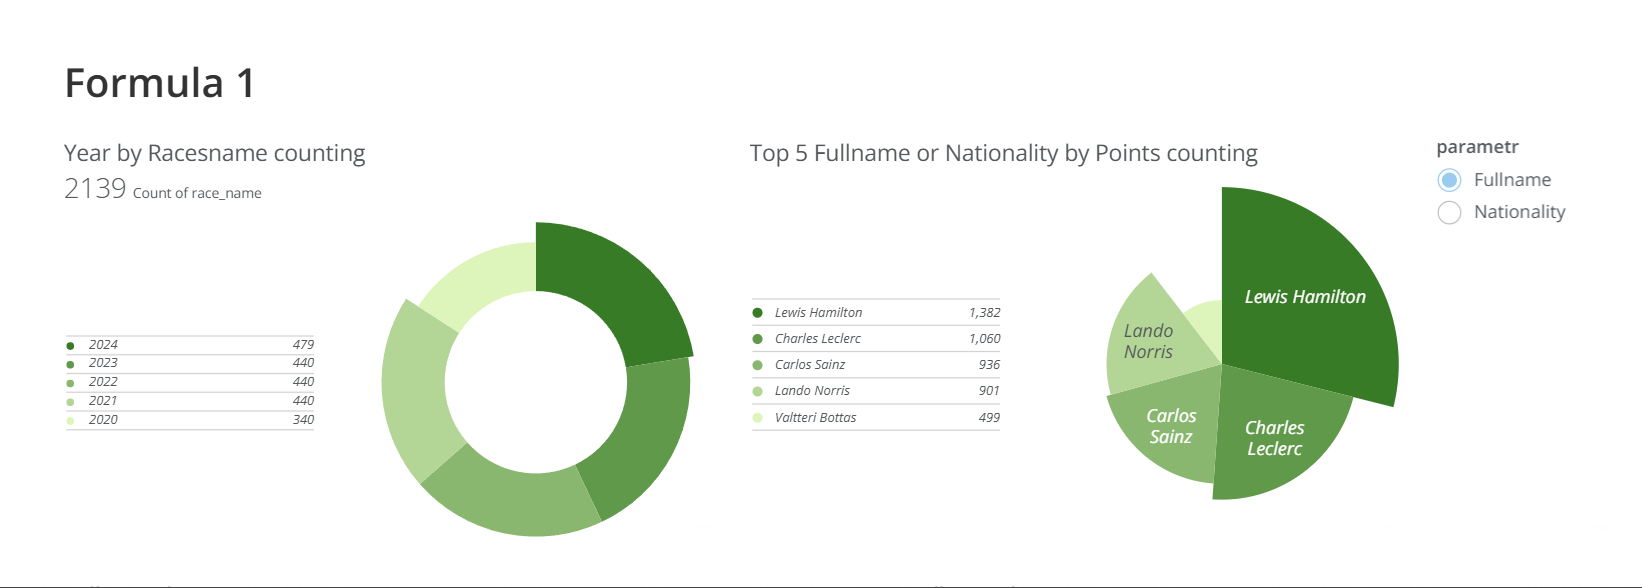 Formula 1
Year by Racesname counting
2139 Count of race_name
2024 479
2023 440
2022 440
2021 440
2020 340
Top 5 Fullname or Nationality by Points counting
Lewis Hamilton 1,382
Charles Leclerc 1,060
Carlos Sainz 936
Lando Norris 901
Valtteri Bottas 499
Lewis Hamilton
Lando
Norris
Carlos
Sainz
Charles
Leclerc
parametr
Fullname
Nationality